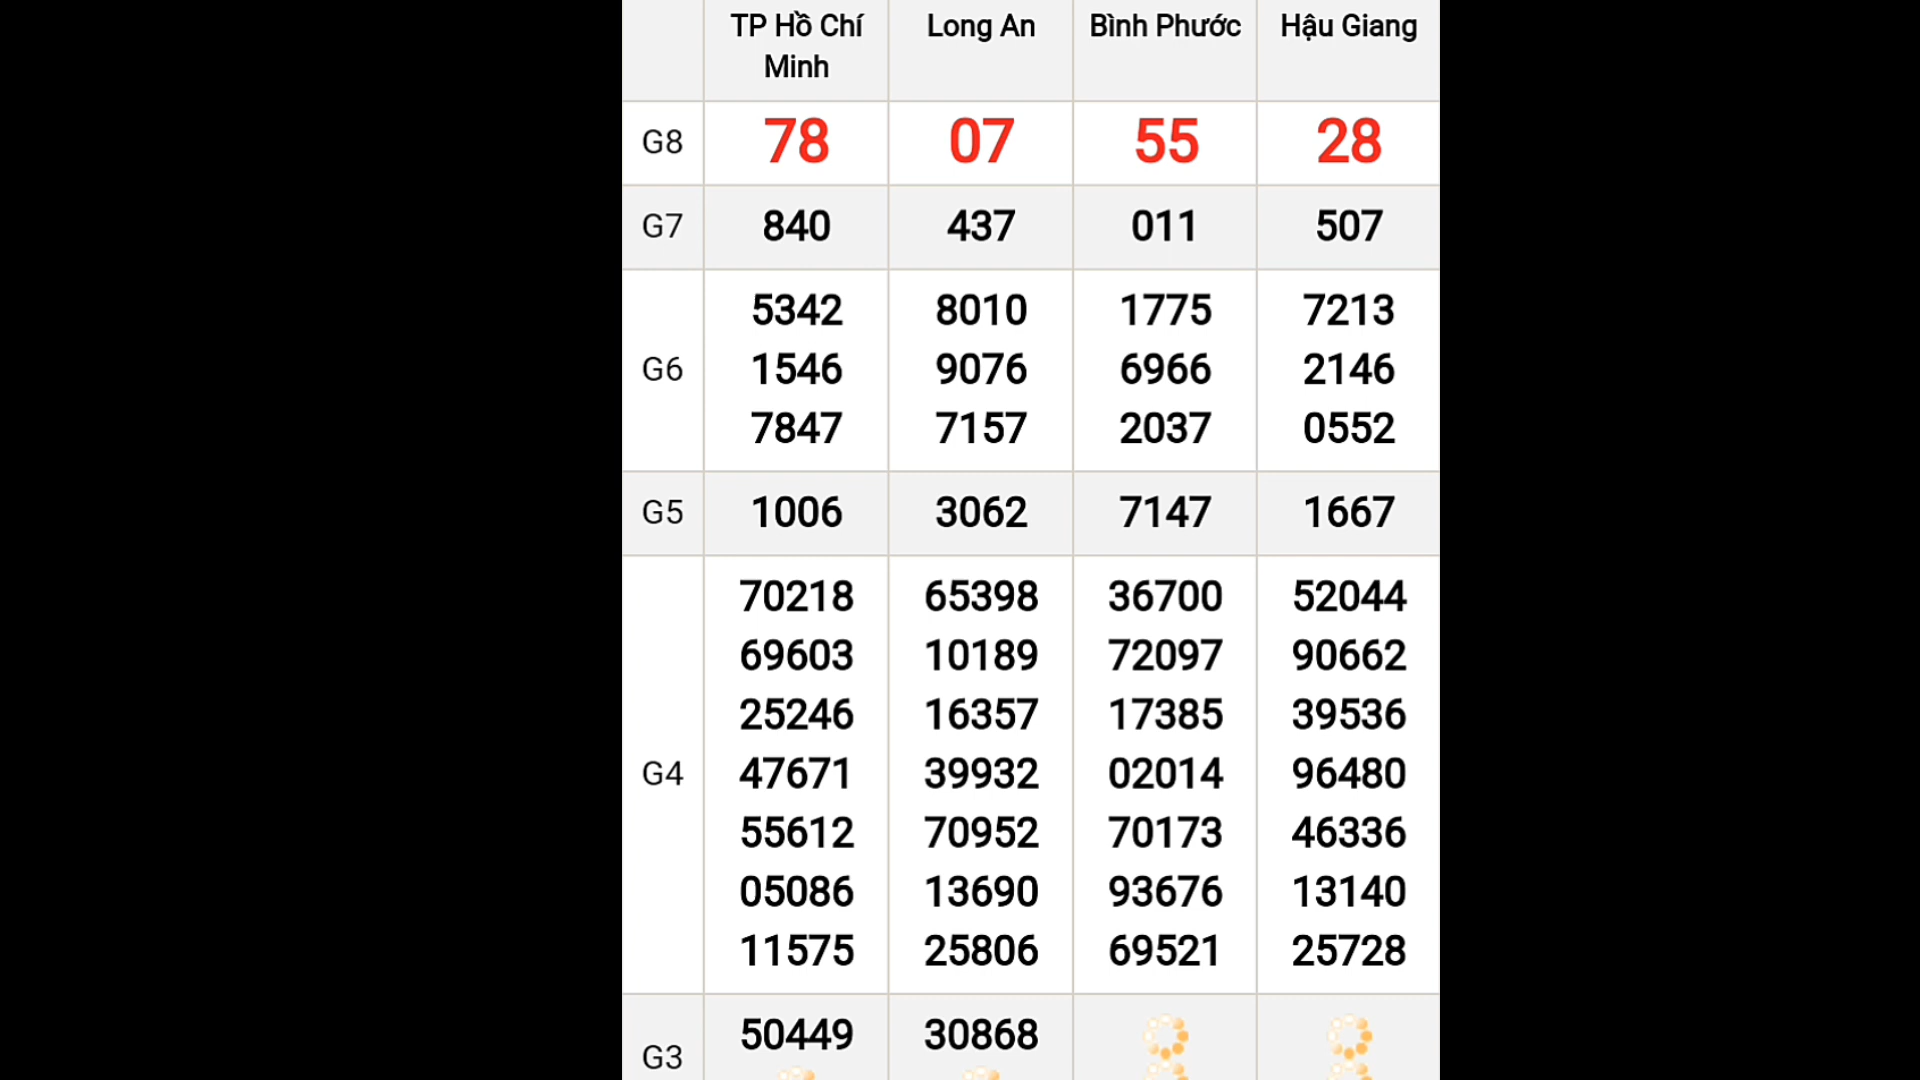 TP Hồ Chí Minh Long An Bình Phước Hậu Giang
G8 78 07 55 28
G7 840 437 011 507
5342 8010 1775 7213
G6 1546 9076 6966 2146
7847 7157 2037 0552
G5 1006 3062 7147 1667
70218 65398 36700 52044
69603 10189 72097 90662
25246 16357 17385 39536
G4 47671 39932 02014 96480
55612 70952 70173 46336
05086 13690 93676 13140
11575 25806 69521 25728
50449 30868
G3